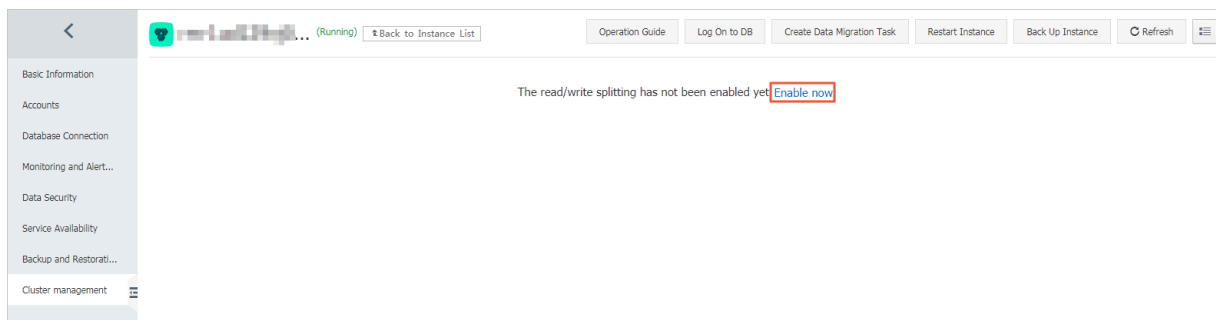 (Running) Back to Instance List Operation Guide Log On to DB Create Data Migration Task Restart Instance Back Up Instance Refresh
Basic Information
The read/write splitting has not been enabled yet Enable now
Accounts
Database Connection
Monitoring and Alert...
Data Security
Service Availability
Backup and Restorati...
Cluster management